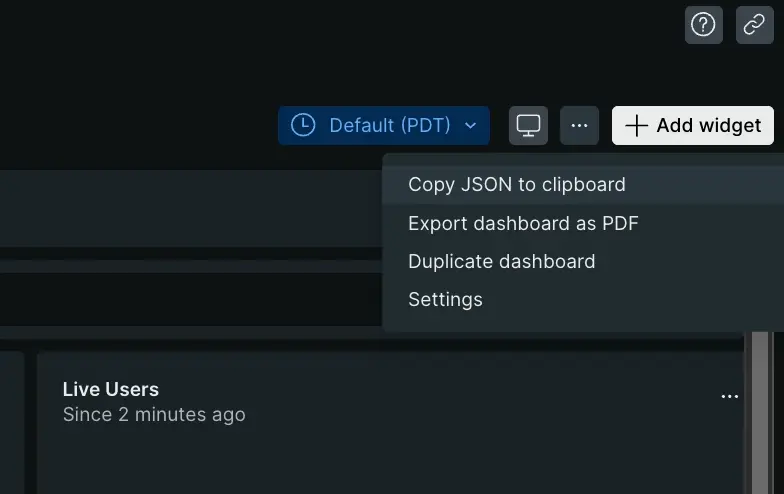 Default (PDT)
Add widget
Copy JSON to clipboard
Export dashboard as PDF
Duplicate dashboard
Settings
Live Users
Since 2 minutes ago